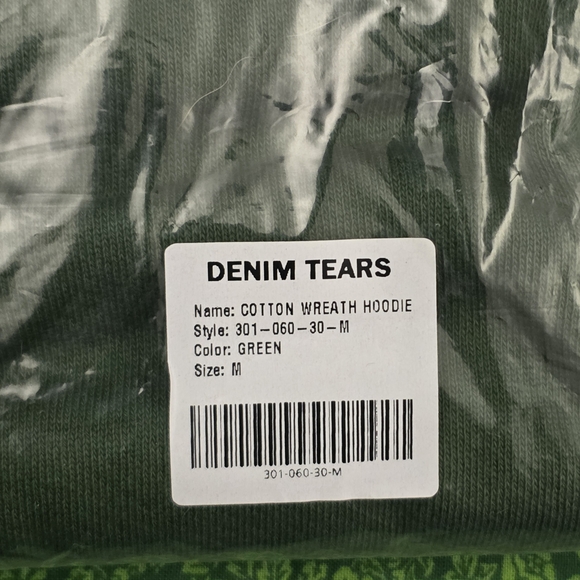 DENIM TEARS
Name: COTTON WREATH HOODIE
Style: 301-060-30-M
Color: GREEN
Size: M
301-060-30-M